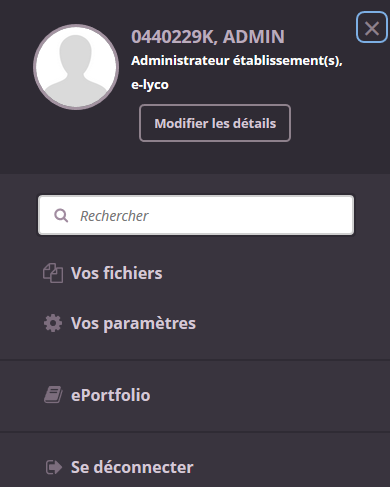 0440229K, ADMIN
Administrateur établissement(s),
e-lyco
Modifier les détails
Rechercher
Vos fichiers
Vos paramètres
ePortfolio
Se déconnecter